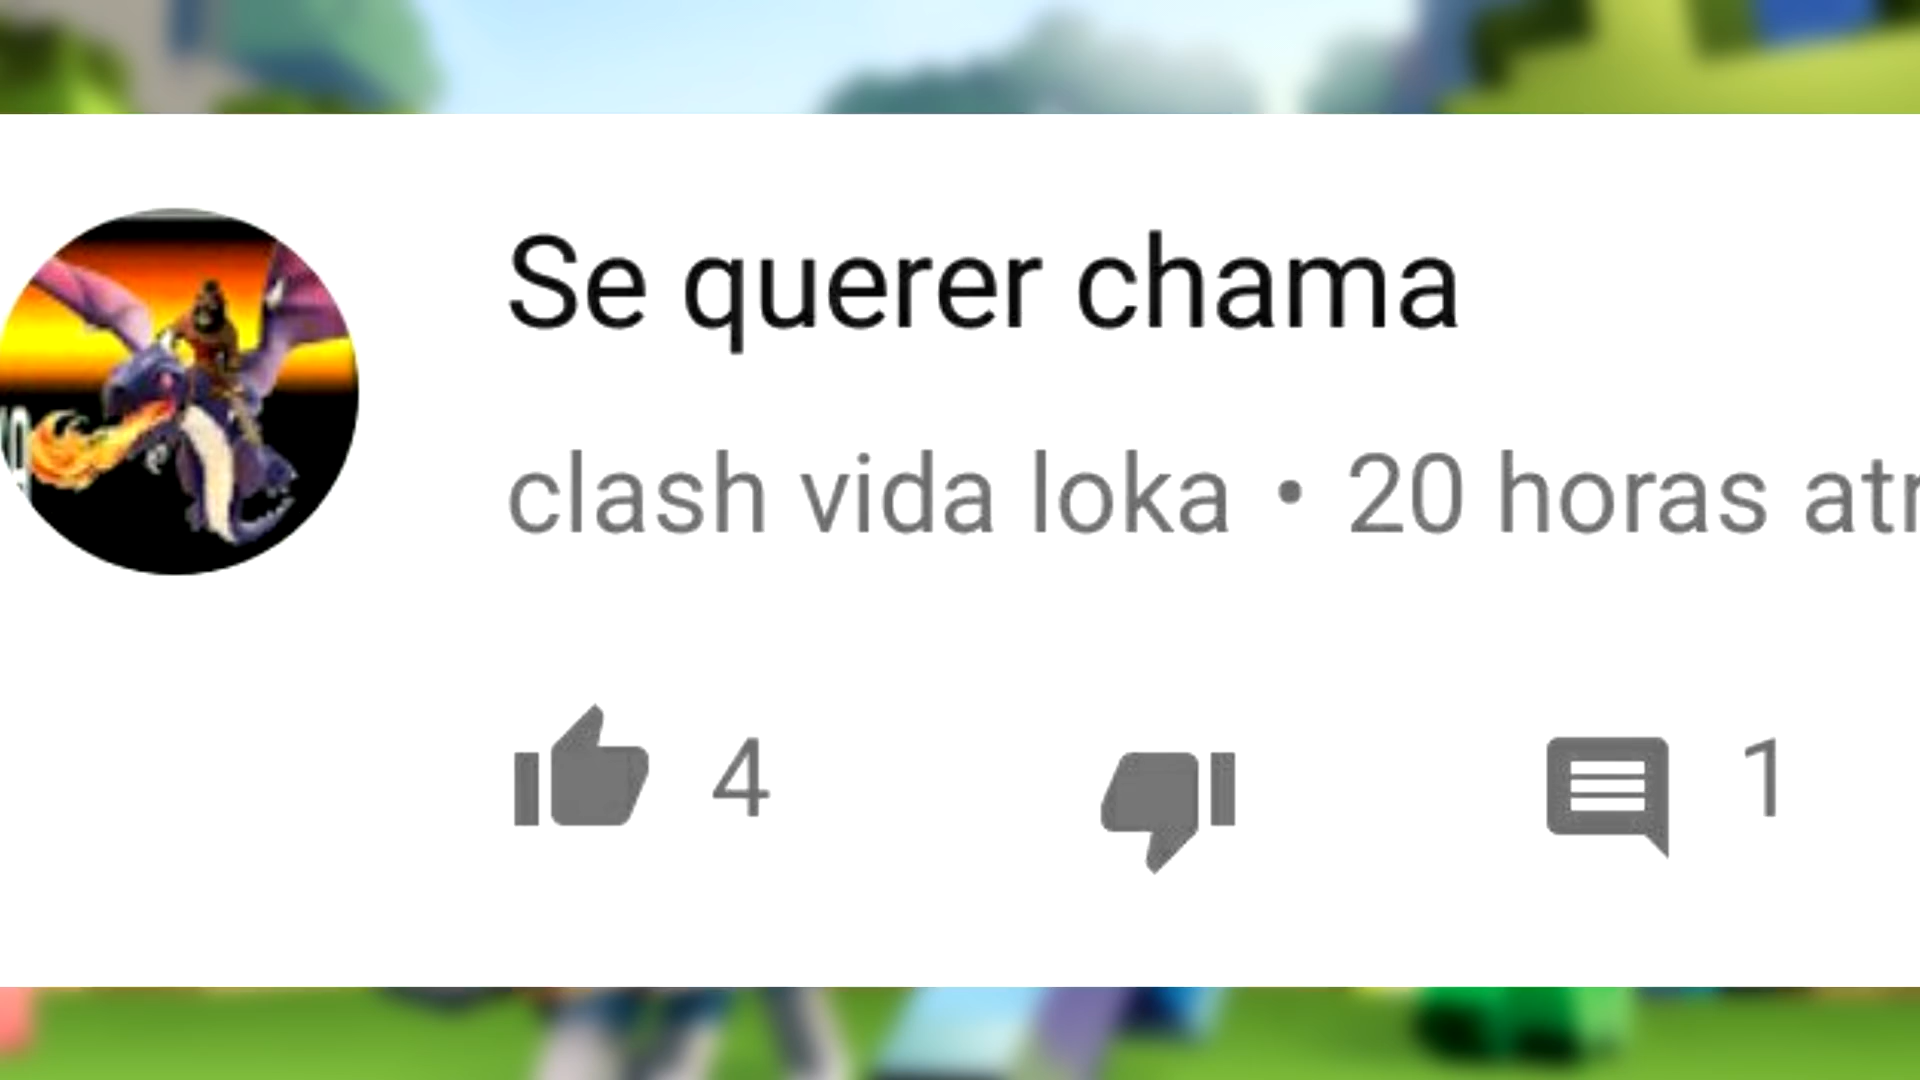 Se querer chama
clash vida loka • 20 horas atr
4
1